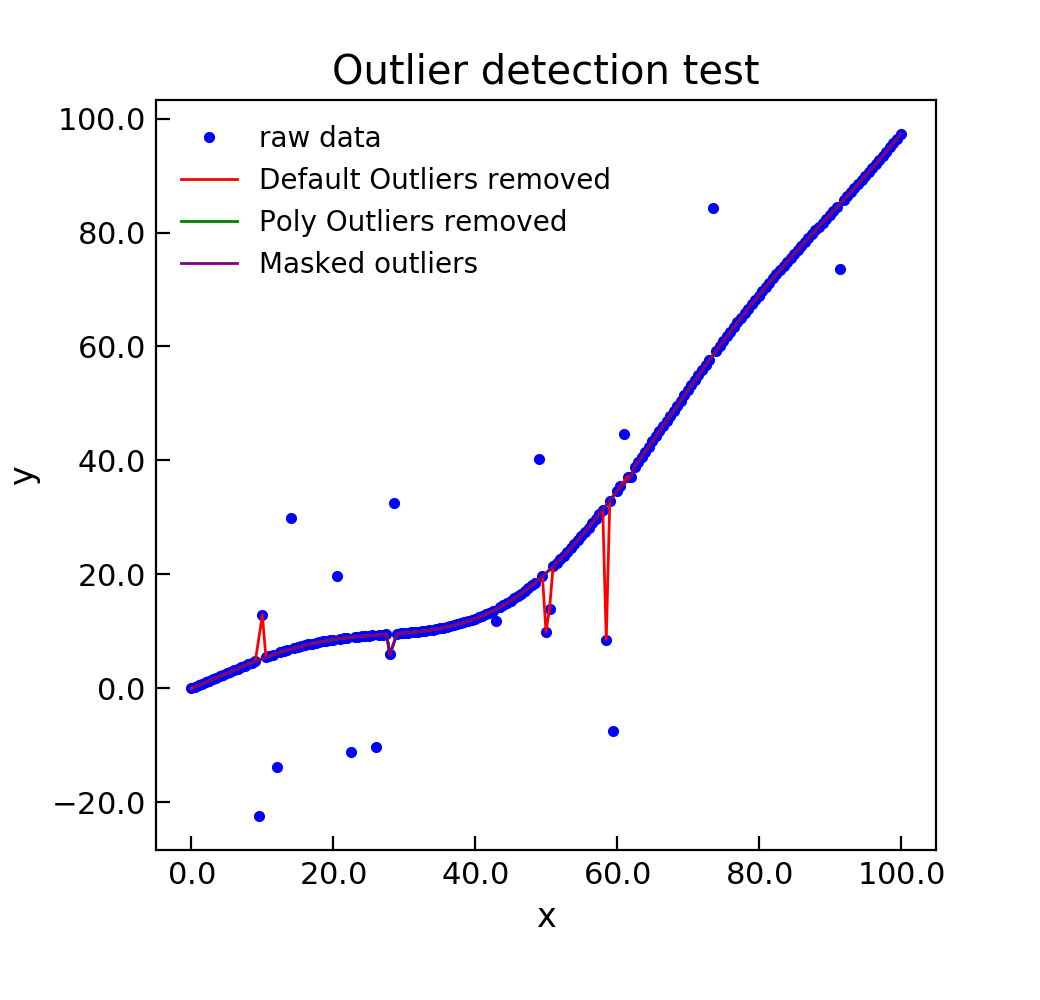 Outlier detection test
100.0
80.0
60.0
40.0
20.0
0.0
−20.0
y
raw data
Default Outliers removed
Poly Outliers removed
Masked outliers
0.0 20.0 40.0 60.0 80.0 100.0
x